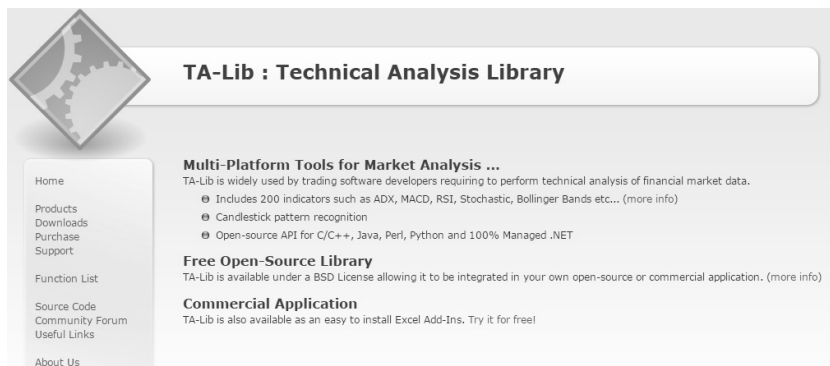 TA-Lib : Technical Analysis Library
Home
Products
Downloads
Purchase
Support
Function List
Source Code
Community Forum
Useful Links
About Us
Multi-Platform Tools for Market Analysis ...
TA-Lib is widely used by trading software developers requiring to perform technical analysis of financial market data.
Includes 200 indicators such as ADX, MACD, RSI, Stochastic, Bollinger Bands etc... (more info)
Candlestick pattern recognition
Open-source API for C/C++, Java, Perl, Python and 100% Managed .NET
Free Open-Source Library
TA-Lib is available under a BSD License allowing it to be integrated in your own open-source or commercial application. (more info)
Commercial Application
TA-Lib is also available as an easy to install Excel Add-Ins. Try it for free!